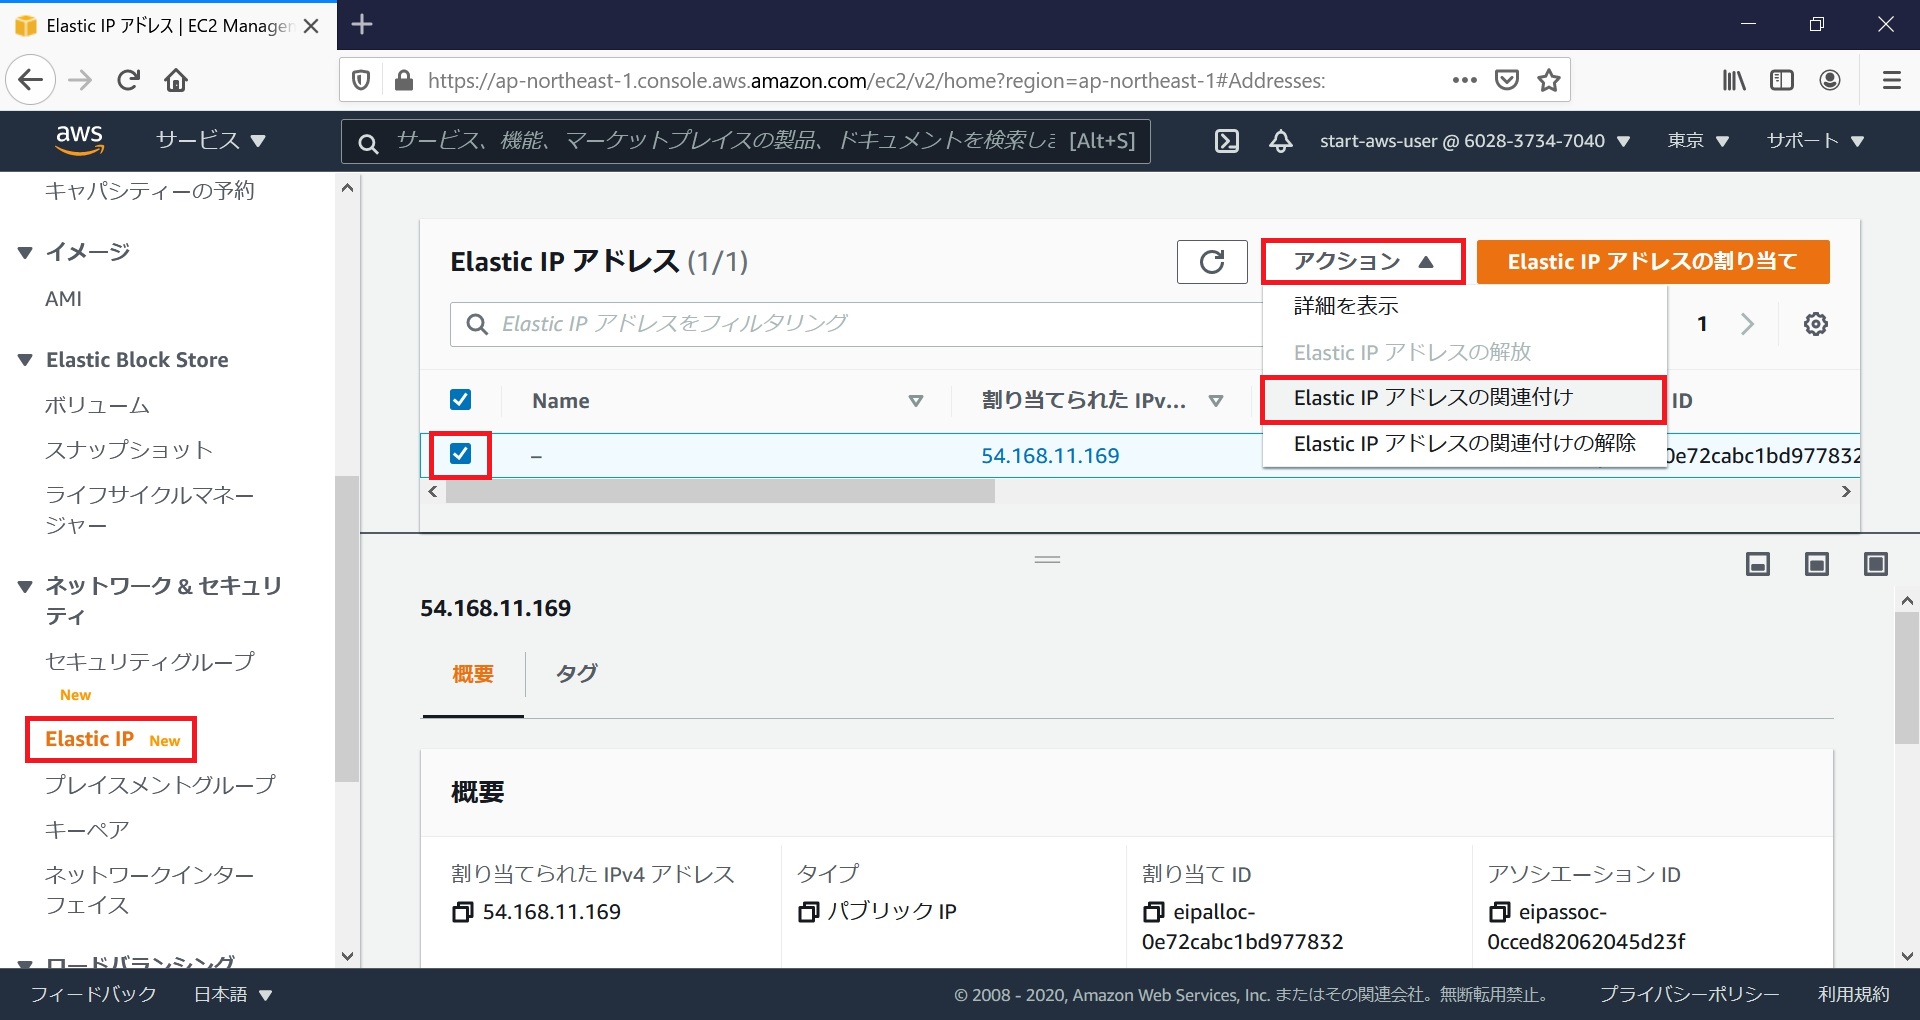 Elastic IP アドレス | EC2 Manager
https://ap-northeast-1.console.aws.amazon.com/ec2/v2/home?region=ap-northeast-1#Addresses:
aws
サービス
サービス、機能、マーケットプレイスの製品、ドキュメントを検索しま [Alt+S]
start-aws-user @ 6028-3734-7040
東京
サポート
キャパシティーの予約
イメージ
AMI
Elastic Block Store
ボリューム
スナップショット
ライフサイクルマネー
ジャー
ネットワーク & セキュリ
ティ
セキュリティグループ
New
Elastic IP New
プレイスメントグループ
キーペア
ネットワークインター
フェイス
ロードバランシング
Elastic IP アドレス (1/1)
アクション
Elastic IP アドレスの割り当て
Elastic IP アドレスをフィルタリング
1
詳細を表示
Elastic IP アドレスの解放
Elastic IP アドレスの関連付け
Elastic IP アドレスの関連付けの解除
Name
割り当てられた IPv...
ID
–
54.168.11.169
0e72cabc1bd977832
54.168.11.169
概要
タグ
概要
割り当てられた IPv4 アドレス
54.168.11.169
タイプ
パブリック IP
割り当て ID
eipalloc-
0e72cabc1bd977832
アソシエーション ID
eipassoc-
0cced82062045d23f
フィードバック
日本語
© 2008 - 2020, Amazon Web Services, Inc. またはその関連会社。無断転用禁止。
プライバシーポリシー
利用規約